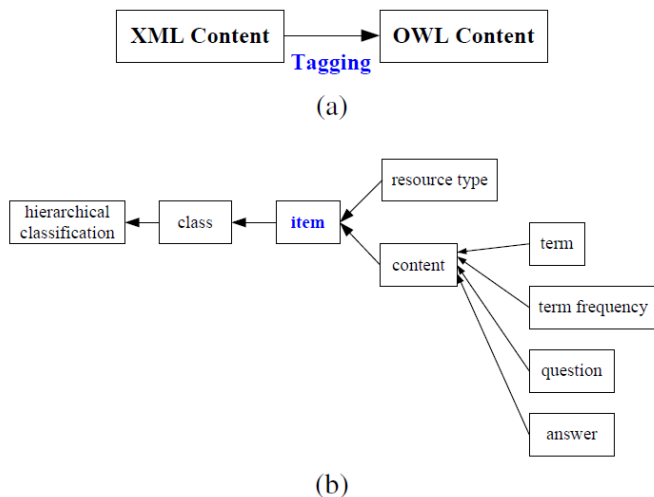 XML Content
OWL Content
Tagging
(a)
resource type
hierarchical
classification
class
item
term
content
term frequency
question
answer
(b)